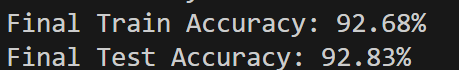 Final Train Accuracy: 92.68%
Final Test Accuracy: 92.83%